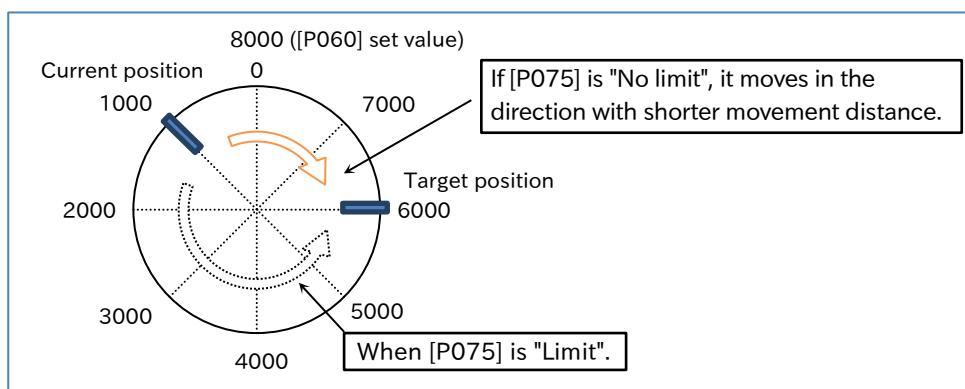 8000 ([P060] set value)
0
Current position
1000
7000
If [P075] is "No limit", it moves in the
direction with shorter movement distance.
Target position
2000
6000
3000
5000
4000
When [P075] is "Limit".